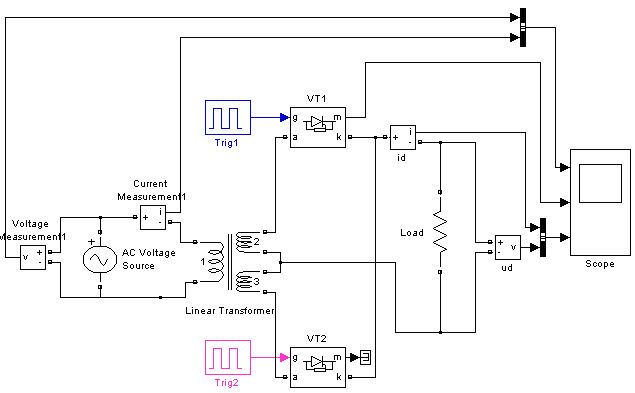 VT1
g
m
a
k
Trig1
+
i
-
id
Current
Measurement1
+
i
-
Voltage
Measurement1
v
+
-
+
AC Voltage
Source
1
2
3
Linear Transformer
Load
+
-
v
ud
Scope
VT2
g
m
a
k
Trig2